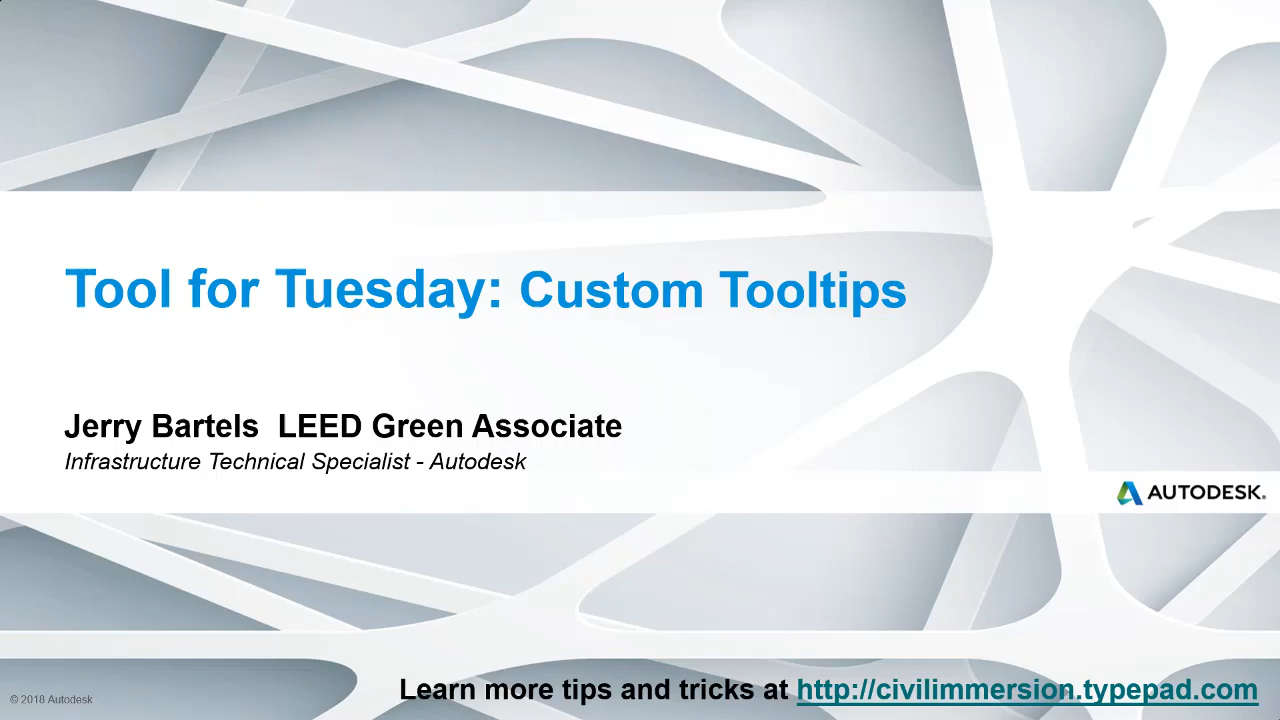 Tool for Tuesday: Custom Tooltips
Jerry Bartels  LEED Green Associate
Infrastructure Technical Specialist - Autodesk
AUTODESK.
Learn more tips and tricks at http://civilimmersion.typepad.com
© 2018 Autodesk